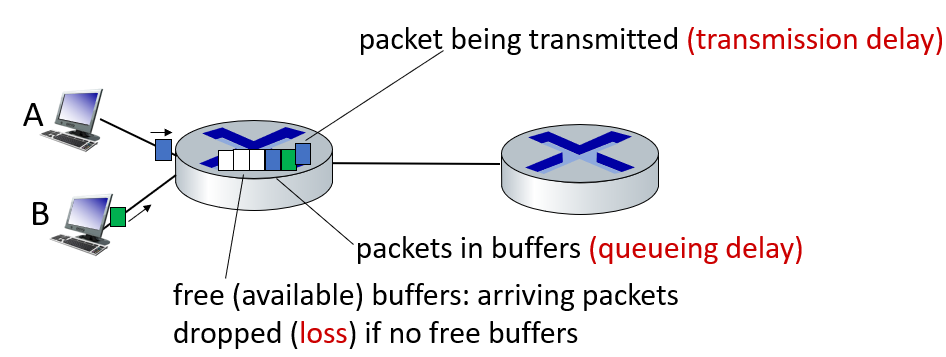 packet being transmitted (transmission delay)
A
B
packets in buffers (queueing delay)
free (available) buffers: arriving packets
dropped (loss) if no free buffers